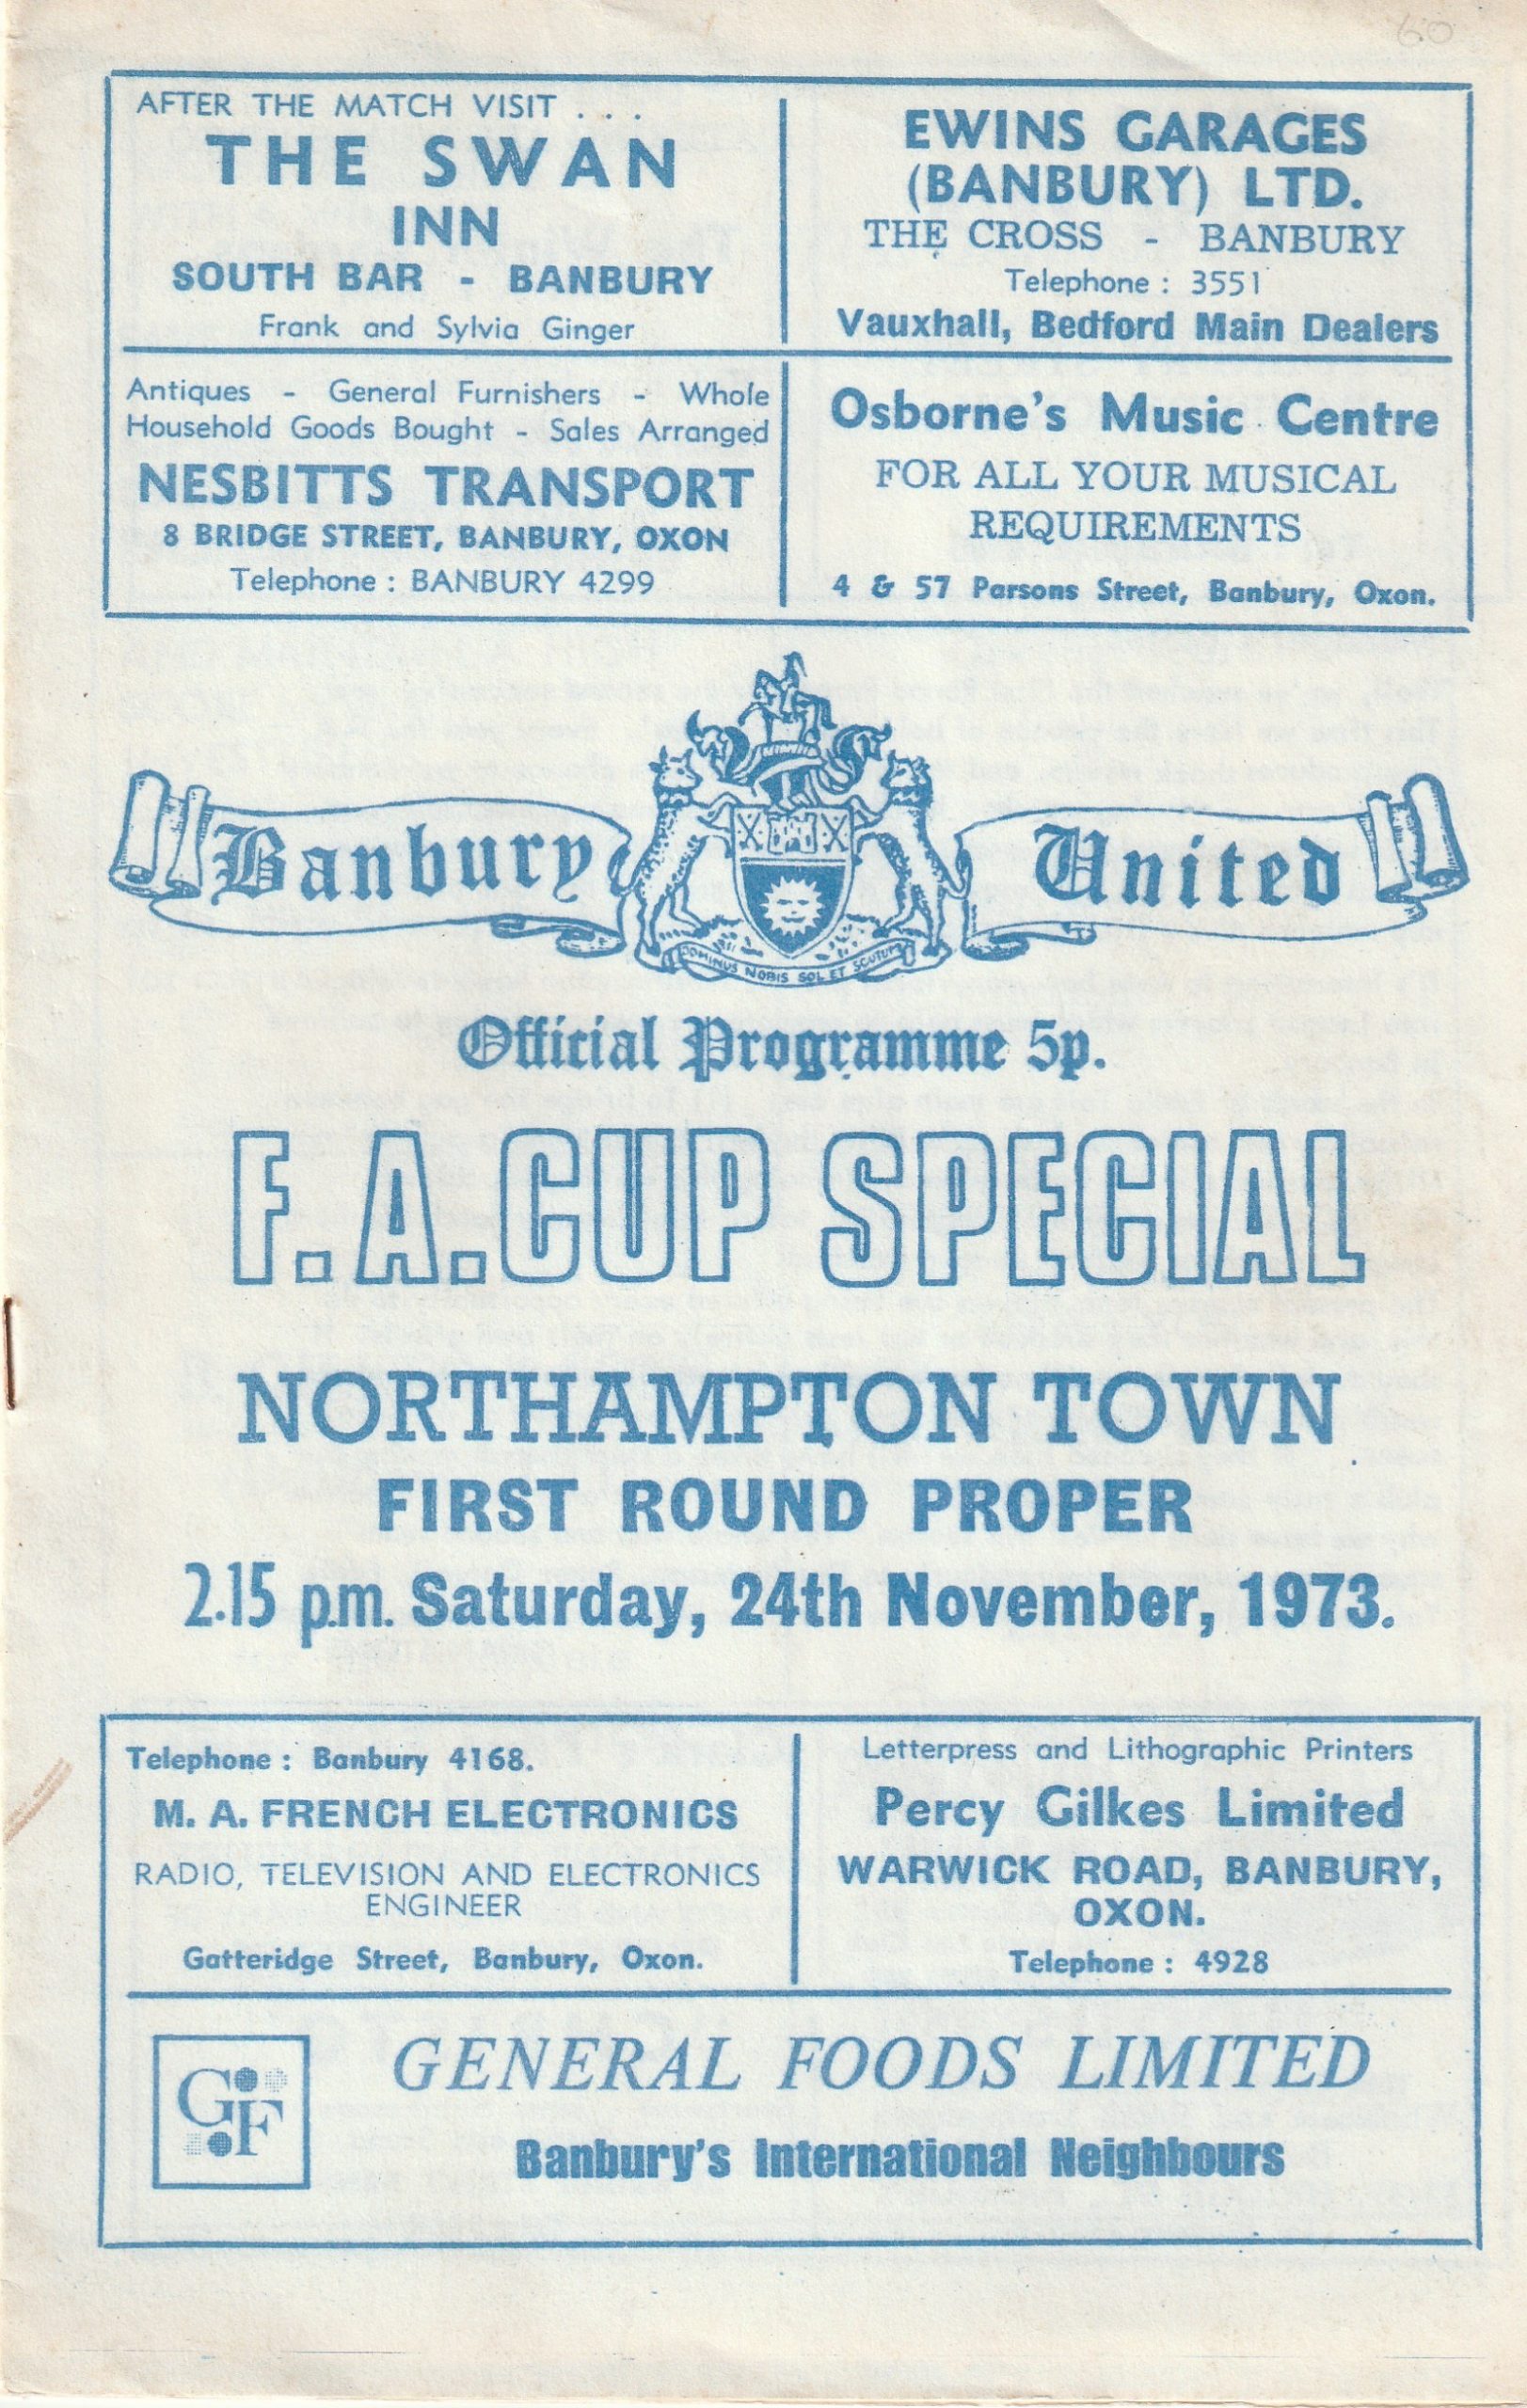 60
AFTER THE MATCH VISIT . . .
THE SWAN
INN
SOUTH BAR - BANBURY
Frank and Sylvia Ginger
EWINS GARAGES
(BANBURY) LTD.
THE CROSS - BANBURY
Telephone : 3551
Vauxhall, Bedford Main Dealers
Antiques - General Furnishers - Whole
Household Goods Bought - Sales Arranged
NESBITTS TRANSPORT
8 BRIDGE STREET, BANBURY, OXON
Telephone : BANBURY 4299
Osborne's Music Centre
FOR ALL YOUR MUSICAL
REQUIREMENTS
4 & 57 Parsons Street, Banbury, Oxon.
Banbury United
DOMINUS NOBIS SOL ET SCUTUM
Official Programme 5p.
F.A.CUP SPECIAL
NORTHAMPTON TOWN
FIRST ROUND PROPER
2.15 p.m. Saturday, 24th November, 1973.
Telephone : Banbury 4168.
M. A. FRENCH ELECTRONICS
RADIO, TELEVISION AND ELECTRONICS
ENGINEER
Gatteridge Street, Banbury, Oxon.
Letterpress and Lithographic Printers
Percy Gilkes Limited
WARWICK ROAD, BANBURY,
OXON.
Telephone : 4928
GF
GENERAL FOODS LIMITED
Banbury's International Neighbours